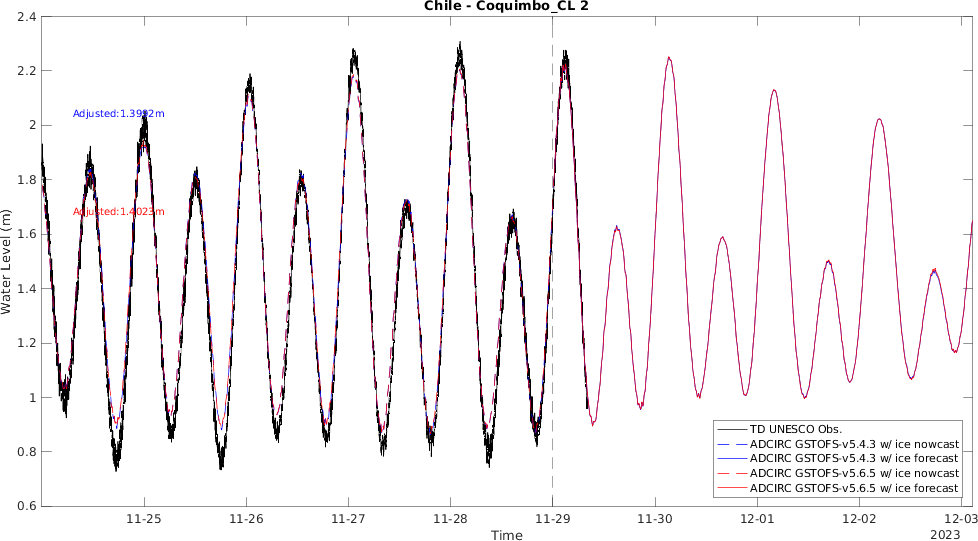 Chile - Coquimbo_CL 2
2.4
2.2
2
1.8
1.6
1.4
1.2
1
0.8
0.6
Water Level (m)
Adjusted:1.3992m
Adjusted:1.4023m
TD UNESCO Obs.
ADCIRC GSTOFS-v5.4.3 w/ ice nowcast
ADCIRC GSTOFS-v5.4.3 w/ ice forecast
ADCIRC GSTOFS-v5.6.5 w/ ice nowcast
ADCIRC GSTOFS-v5.6.5 w/ ice forecast
11-25
11-26
11-27
11-28
11-29
11-30
12-01
12-02
12-03
Time
2023